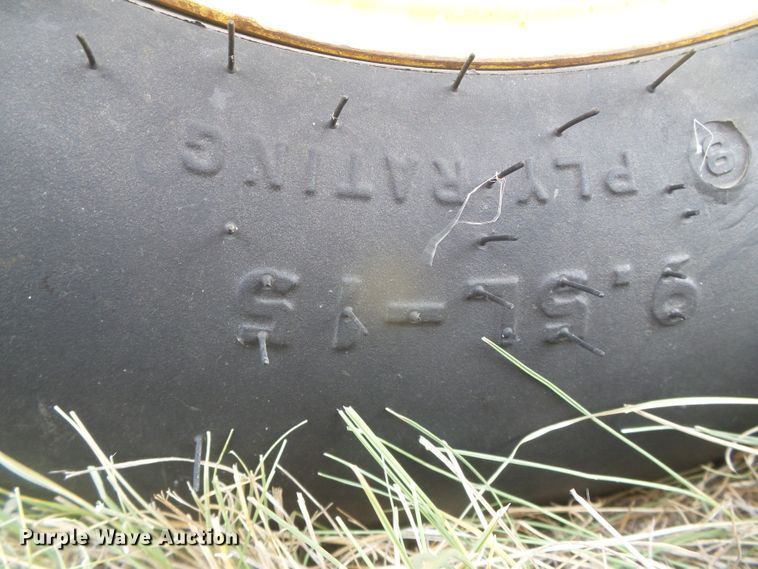 9.5L-15
6 PLY RATING
Purple Wave Auction